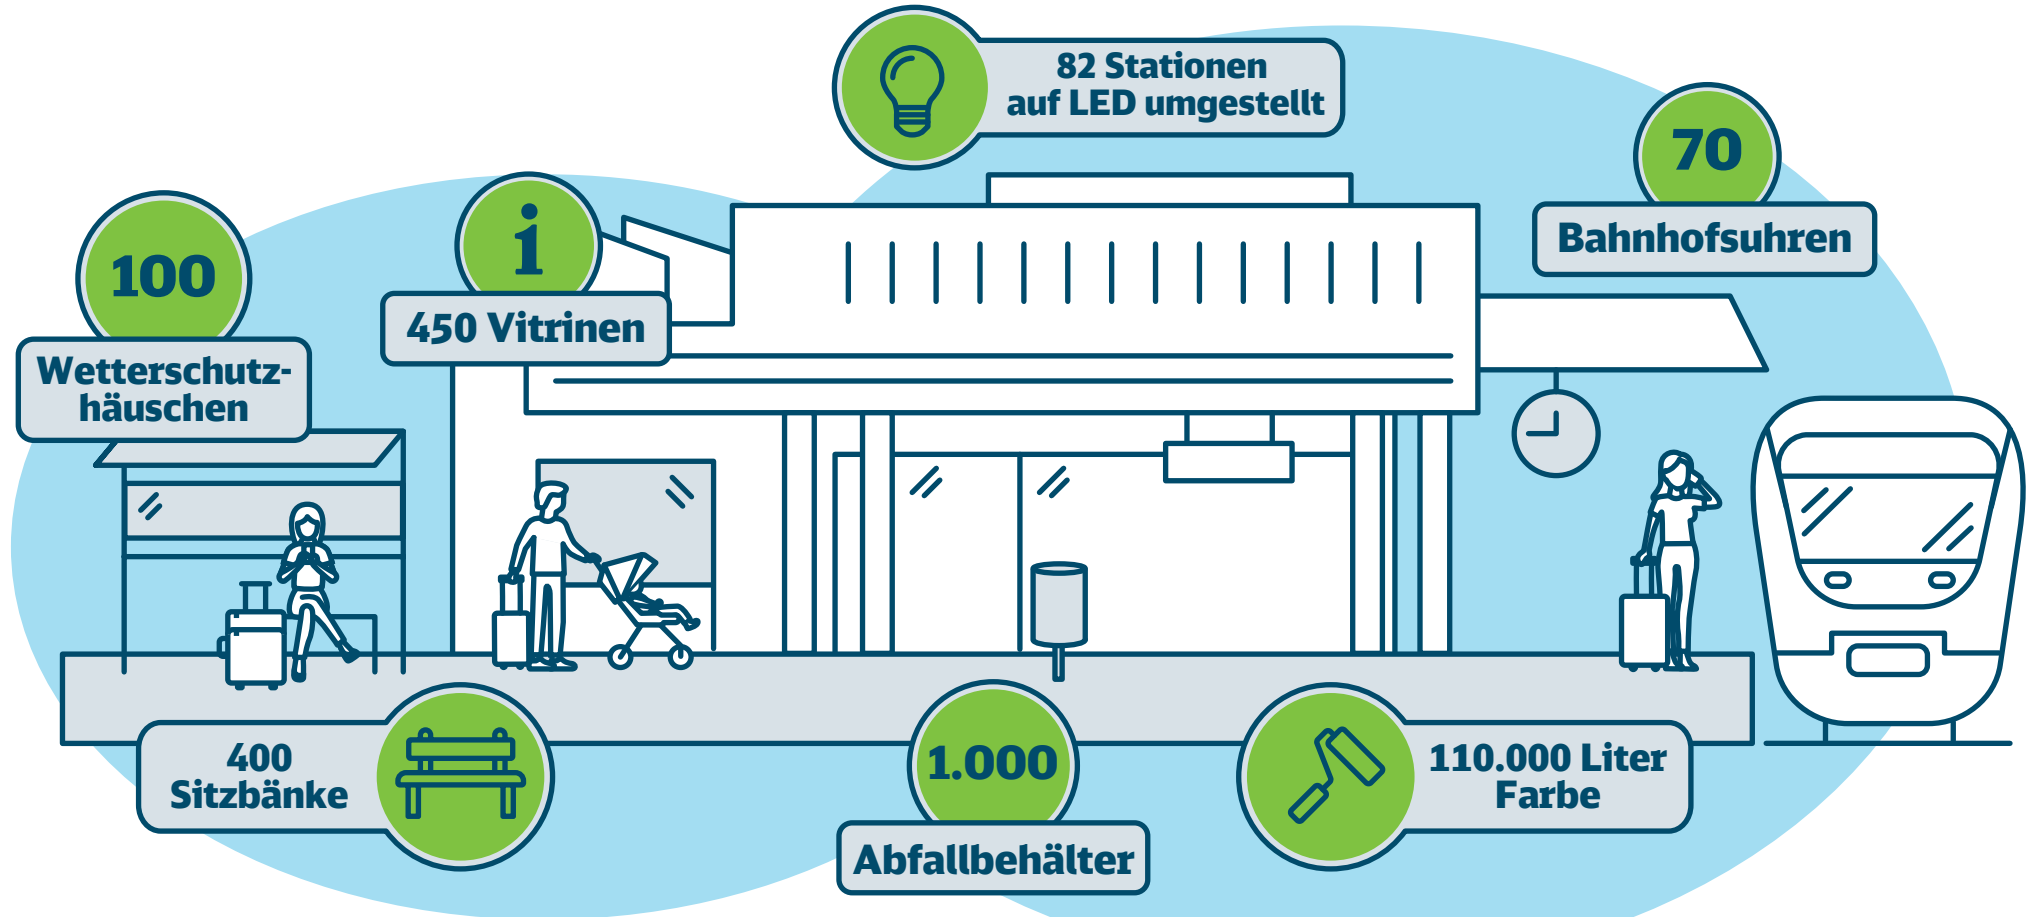 82 Stationen
auf LED umgestellt
70
Bahnhofsuhren
i
450 Vitrinen
100
Wetterschutz-
häuschen
400
Sitzbänke
1.000
Abfallbehälter
110.000 Liter
Farbe